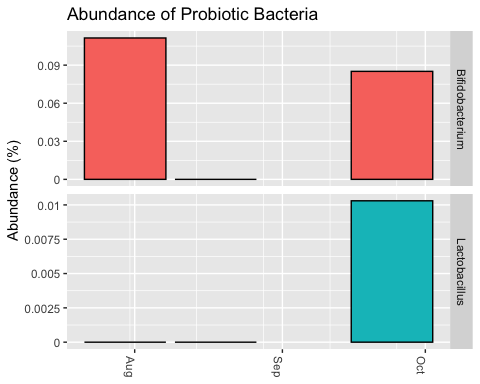 Abundance of Probiotic Bacteria
Abundance (%)
0.09
0.06
0.03
0
Bifidobacterium
0.01
0.0075
0.005
0.0025
0
Lactobacillus
Aug
Sep
Oct